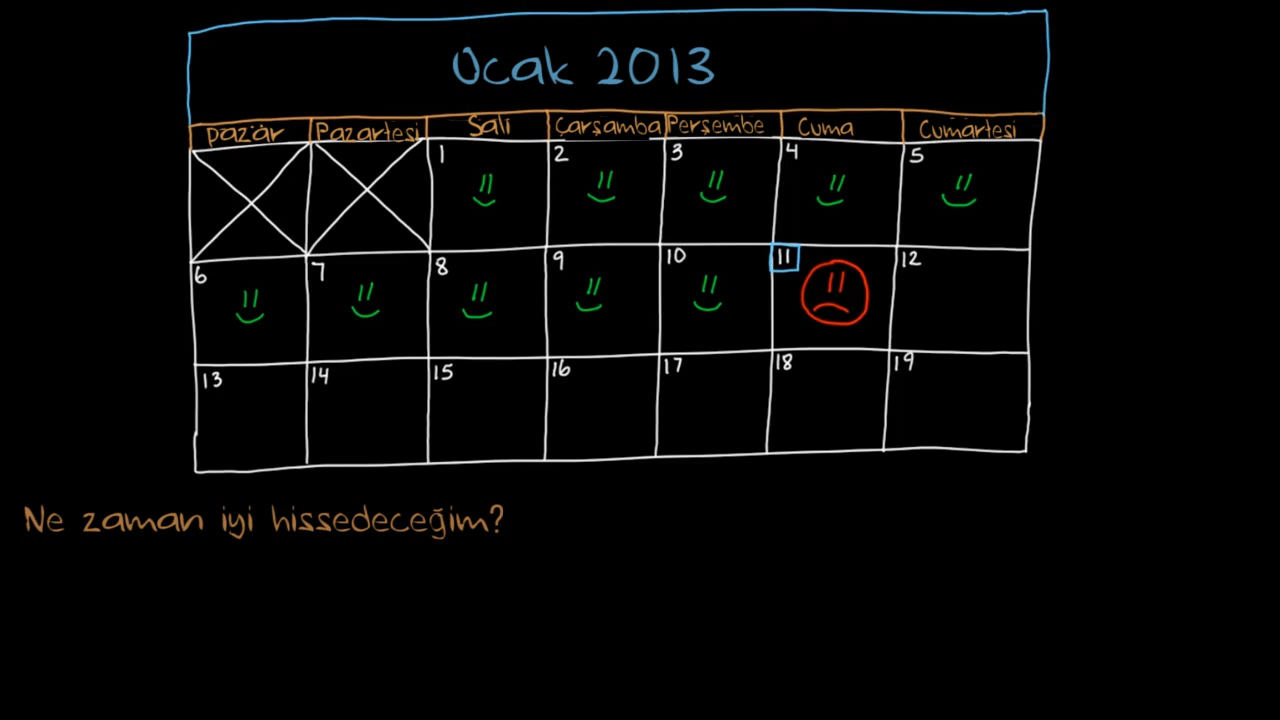 Ocak 2013
Pazar Pazartesi Salı Çarşamba Perşembe Cuma Cumartesi
1 2 3 4 5
6 7 8 9 10 11 12
13 14 15 16 17 18 19
Ne zaman iyi hissedeceğim?